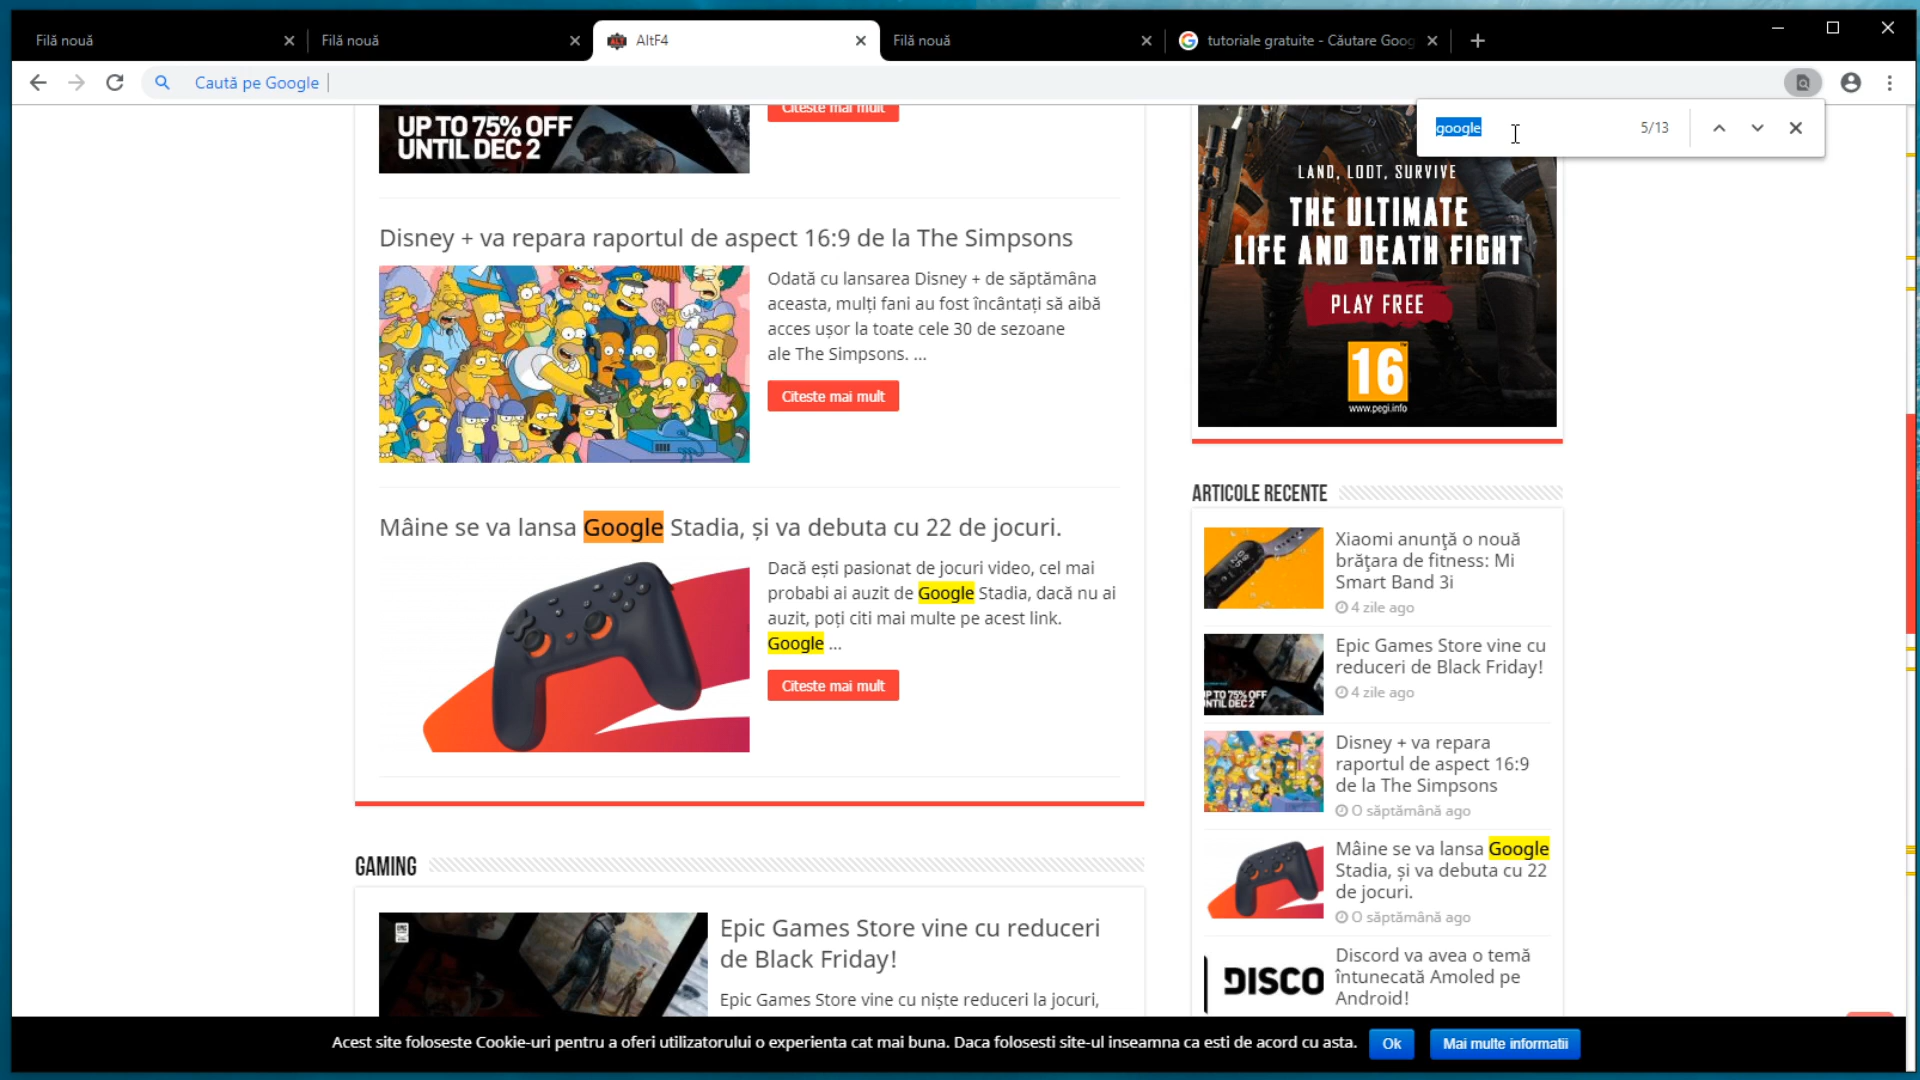 Filă nouă
Filă nouă
AltF4
Filă nouă
tutoriale gratuite - Căutare Goog
Caută pe Google
google
5/13
Citeste mai mult
UP TO 75% OFF
UNTIL DEC 2
LAND, LOOT, SURVIVE
THE ULTIMATE
LIFE AND DEATH FIGHT
PLAY FREE
16
www.pegi.info
Disney + va repara raportul de aspect 16:9 de la The Simpsons
Odată cu lansarea Disney + de săptămâna
aceasta, mulți fani au fost încântați să aibă
acces ușor la toate cele 30 de sezoane
ale The Simpsons. ...
Citeste mai mult
Mâine se va lansa Google Stadia, și va debuta cu 22 de jocuri.
Dacă ești pasionat de jocuri video, cel mai
probabi ai auzit de Google Stadia, dacă nu ai
auzit, poți citi mai multe pe acest link.
Google ...
Citeste mai mult
GAMING
Epic Games Store vine cu reduceri
de Black Friday!
Epic Games Store vine cu niște reduceri la jocuri,
ARTICOLE RECENTE
Xiaomi anunță o nouă
brățara de fitness: Mi
Smart Band 3i
4 zile ago
UP TO 75% OFF
UNTIL DEC 2
Epic Games Store vine cu
reduceri de Black Friday!
4 zile ago
Disney + va repara
raportul de aspect 16:9
de la The Simpsons
O săptămână ago
Mâine se va lansa Google
Stadia, și va debuta cu 22
de jocuri.
O săptămână ago
DISCO
Discord va avea o temă
întunecată Amoled pe
Android!
Acest site foloseste Cookie-uri pentru a oferi utilizatorului o experienta cat mai buna. Daca folosesti site-ul inseamna ca esti de acord cu asta.
Ok
Mai multe informatii